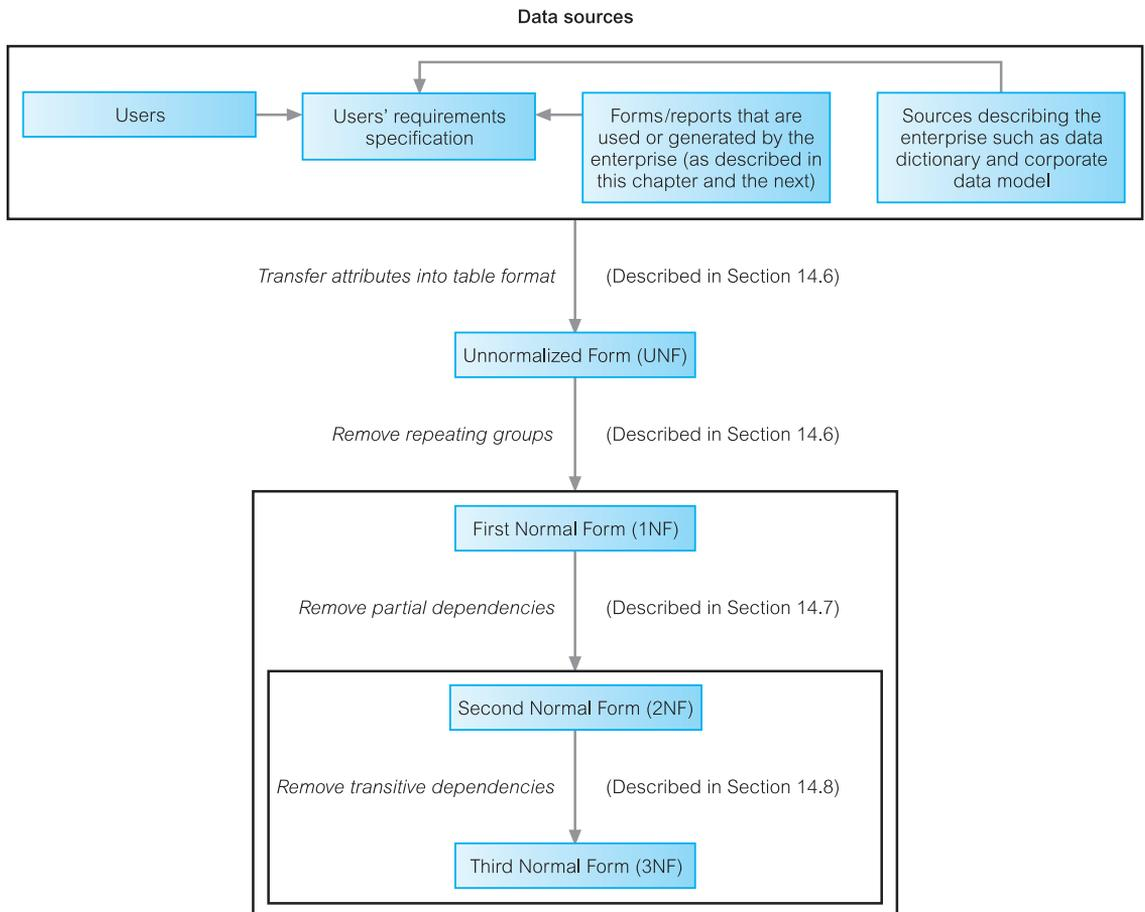 Data sources
Users
Users' requirements
specification
Forms/reports that are
used or generated by the
enterprise (as described in
this chapter and the next)
Sources describing the
enterprise such as data
dictionary and corporate
data model
Transfer attributes into table format
(Described in Section 14.6)
Unnormalized Form (UNF)
Remove repeating groups
(Described in Section 14.6)
First Normal Form (1NF)
Remove partial dependencies
(Described in Section 14.7)
Second Normal Form (2NF)
Remove transitive dependencies
(Described in Section 14.8)
Third Normal Form (3NF)